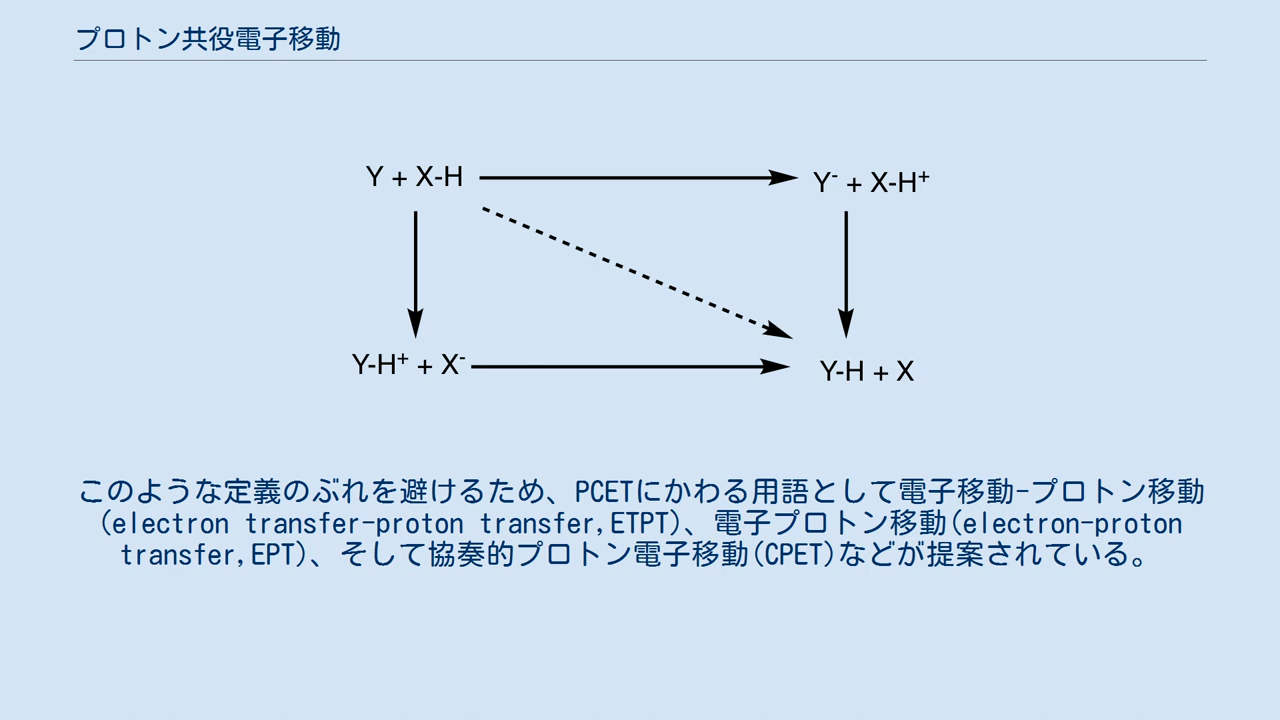 プロトン共役電子移動
Y + X-H
Y⁻ + X-H⁺
Y-H⁺ + X⁻
Y-H + X
このような定義のぶれを避けるため、PCETにかわる用語として電子移動-プロトン移動
(electron transfer-proton transfer,ETPT)、電子プロトン移動(electron-proton
transfer,EPT)、そして協奏的プロトン電子移動(CPET)などが提案されている。